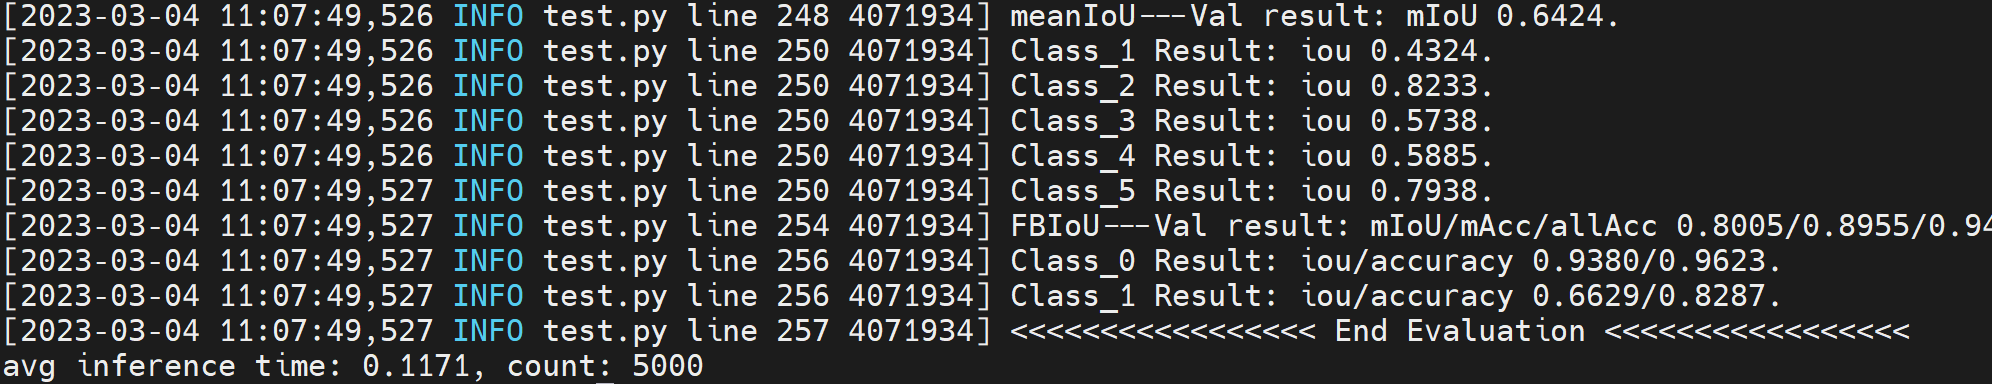 [2023-03-04 11:07:49,526 INFO test.py line 248 4071934] meanIoU---Val result: mIoU 0.6424.
[2023-03-04 11:07:49,526 INFO test.py line 250 4071934] Class_1 Result: iou 0.4324.
[2023-03-04 11:07:49,526 INFO test.py line 250 4071934] Class_2 Result: iou 0.8233.
[2023-03-04 11:07:49,526 INFO test.py line 250 4071934] Class_3 Result: iou 0.5738.
[2023-03-04 11:07:49,526 INFO test.py line 250 4071934] Class_4 Result: iou 0.5885.
[2023-03-04 11:07:49,527 INFO test.py line 250 4071934] Class_5 Result: iou 0.7938.
[2023-03-04 11:07:49,527 INFO test.py line 254 4071934] FBIoU---Val result: mIoU/mAcc/allAcc 0.8005/0.8955/0.94
[2023-03-04 11:07:49,527 INFO test.py line 256 4071934] Class_0 Result: iou/accuracy 0.9380/0.9623.
[2023-03-04 11:07:49,527 INFO test.py line 256 4071934] Class_1 Result: iou/accuracy 0.6629/0.8287.
[2023-03-04 11:07:49,527 INFO test.py line 257 4071934] <<<<<<<<<<<<<<<<< End Evaluation <<<<<<<<<<<<<<<<<
avg inference time: 0.1171, count: 5000